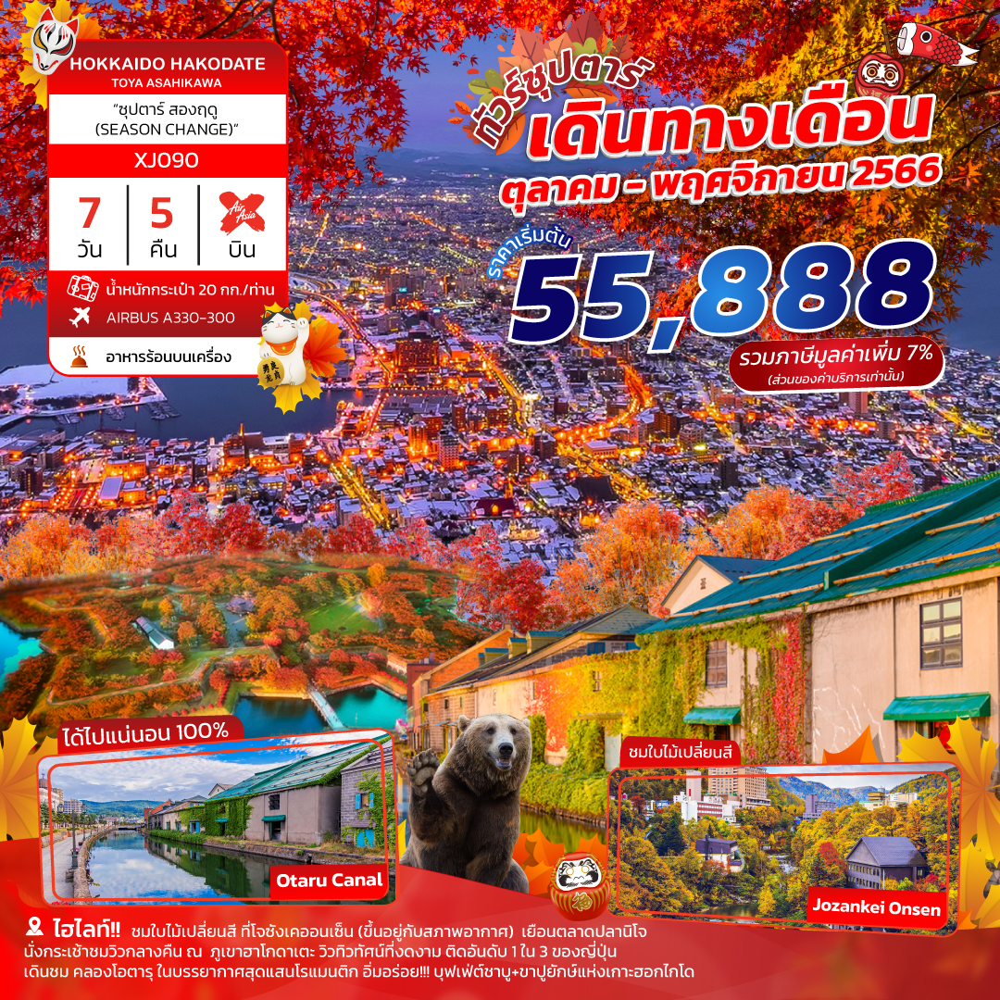 HOKKAIDO HAKODATE
TOYA ASAHIKAWA
“ซุปตาร์ สองฤดู
(SEASON CHANGE)“
XJ090
7
วัน
5
คืน
Air
Asia
X
บิน
น้ำหนักกระเป๋า 20 กก./ท่าน
AIRBUS A330-300
อาหารร้อนบนเครื่อง
ทัวร์ซุปตาร์
เดินทางเดือน
ตุลาคม - พฤศจิกายน 2566
ราคาเริ่มต้น
55,888
รวมภาษีมูลค่าเพิ่ม 7%
(ส่วนของค่าบริการเท่านั้น)
ได้ไปแน่นอน 100%
Otaru Canal
ชมใบไม้เปลี่ยนสี
Jozankei Onsen
ไฮไลท์!! ชมใบไม้เปลี่ยนสี ที่โจซังเคออนเซ็น (ขึ้นอยู่กับสภาพอากาศ) เยือนตลาดปลานิโจ
นั่งกระเช้าชมวิวกลางคืน ณ ภูเขาฮาโกดาเตะ วิวทิวทัศน์ที่งดงาม ติดอันดับ 1 ใน 3 ของญี่ปุ่น
เดินชม คลองโอตารุ ในบรรยากาศสุดแสนโรแมนติก อิ่มอร่อย!!! บุฟเฟ่ต์ชาบู+ขาปูยักษ์แห่งเกาะฮอกไกโด